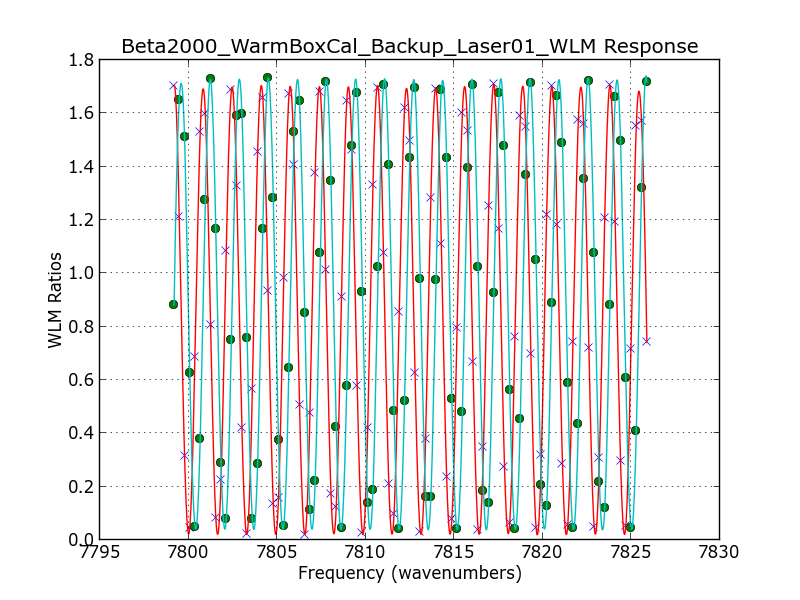 Beta2000_WarmBoxCal_Backup_Laser01_WLM Response
1.8
1.6
1.4
1.2
1.0
0.8
0.6
0.4
0.2
0.0
WLM Ratios
7795 7800 7805 7810 7815 7820 7825 7830
Frequency (wavenumbers)